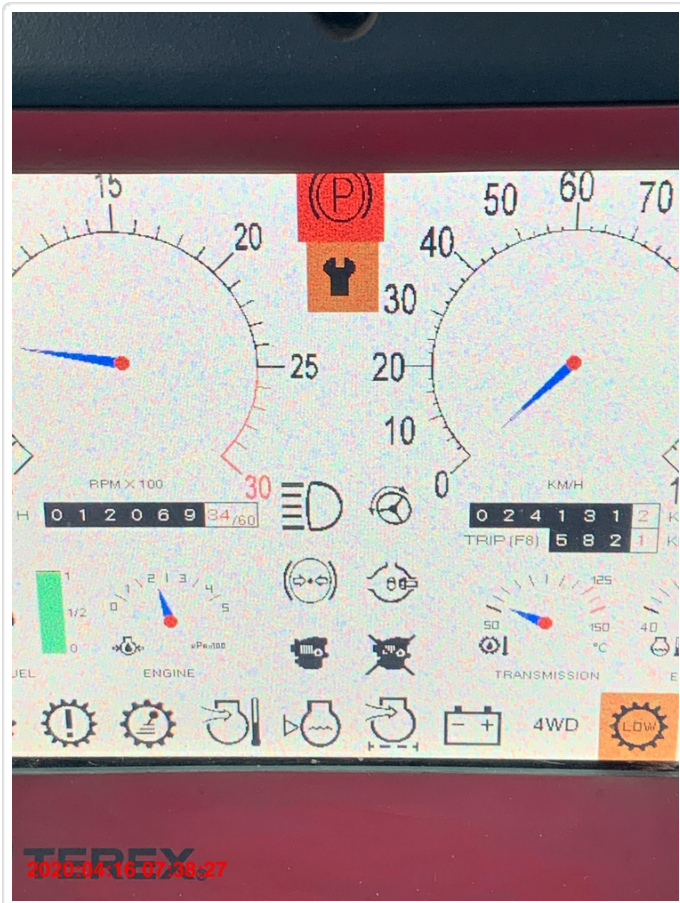 15
20
25
30
RPM X 100
H 0 1 2 0 6 9 34/60
P
0
10
20
30
40
50
60
70
KM/H
0 2 4 1 3 1 2 K
TRIP (F8) 5 8 2 1 K
1
1/2
0
UEL
0 1 2 3 4 5
kPax100
ENGINE
50 125 150 °C
TRANSMISSION
40
E
4WD
LOW
TEREX
2020:04:16 07:38:27